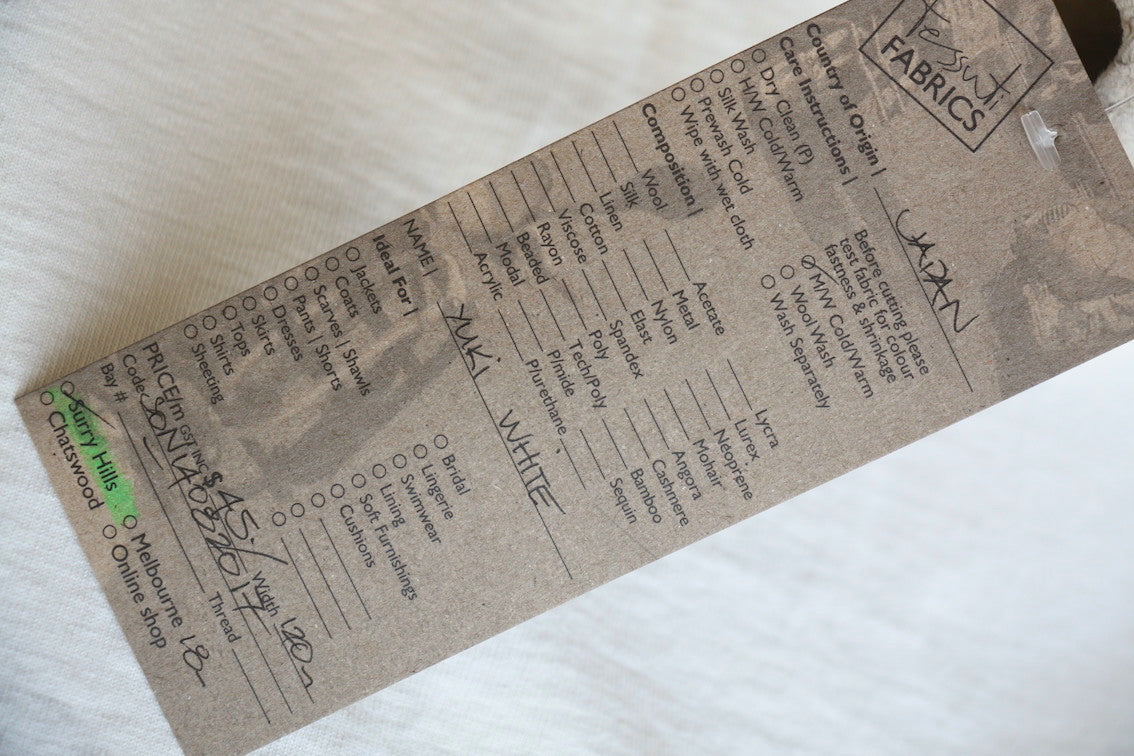 Tessuti
FABRICS
Country of Origin | JAPAN
Care Instructions |
Before cutting please
test fabric for colour
fastness & shrinkage
Dry Clean (P)
M/W Cold/Warm
H/W Cold/Warm
Wool Wash
Silk Wash
Wash Separately
Prewash Cold
Wipe with wet cloth
Composition |
Wool
Acetate
Lycra
Silk
Metal
Lurex
Linen
Nylon
Neoprene
Cotton
Elast
Mohair
Viscose
Spandex
Angora
Rayon
Poly
Cashmere
Beaded
Tech/Poly
Bamboo
Modal
P/mide
Sequin
Acrylic
P/urethane
NAME | YUKI WHITE
Ideal For |
Jackets
Bridal
Coats
Lingerie
Scarves | Shawls
Swimwear
Pants | Shorts
Lining
Dresses
Soft Furnishings
Skirts
Cushions
Tops
Shirts
Sheeting
PRICE/m GST INC $45./ Width 120
Code JON14082017
Bay # Thread
Surry Hills Melbourne 18
Chatswood Online shop